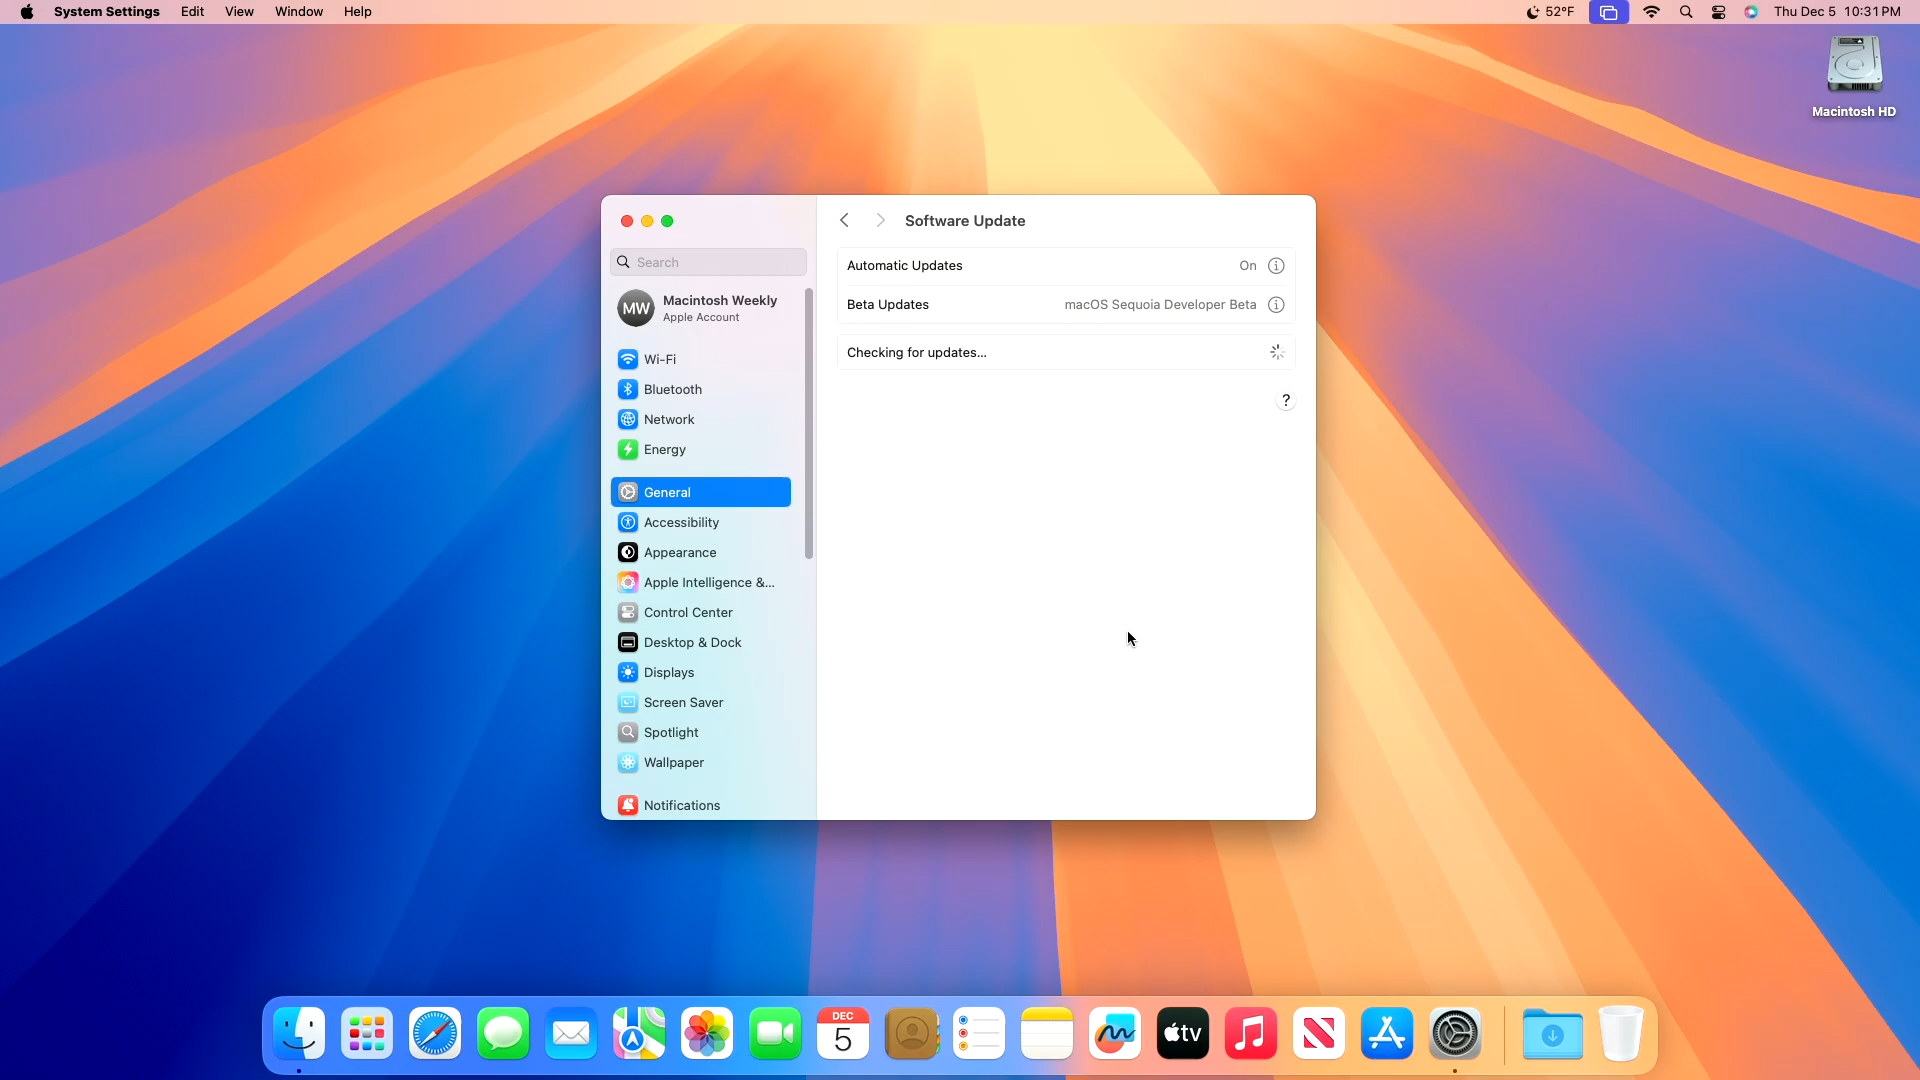 System Settings Edit View Window Help
52°F Thu Dec 5 10:31 PM
Macintosh HD
Software Update
Search
MW Macintosh Weekly
Apple Account
Wi-Fi
Bluetooth
Network
Energy
General
Accessibility
Appearance
Apple Intelligence &...
Control Center
Desktop & Dock
Displays
Screen Saver
Spotlight
Wallpaper
Notifications
Automatic Updates On
Beta Updates macOS Sequoia Developer Beta
Checking for updates...
?
DEC
5
tv